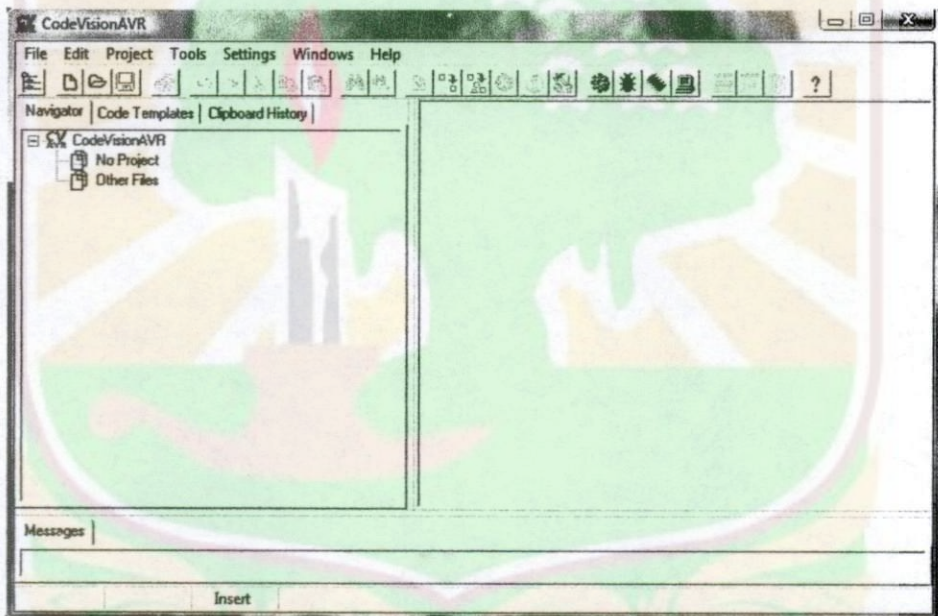 CodeVisionAVR
File Edit Project Tools Settings Windows Help
?
Navigator Code Templates Clipboard History
CodeVisionAVR
No Project
Other Files
Messages
Insert